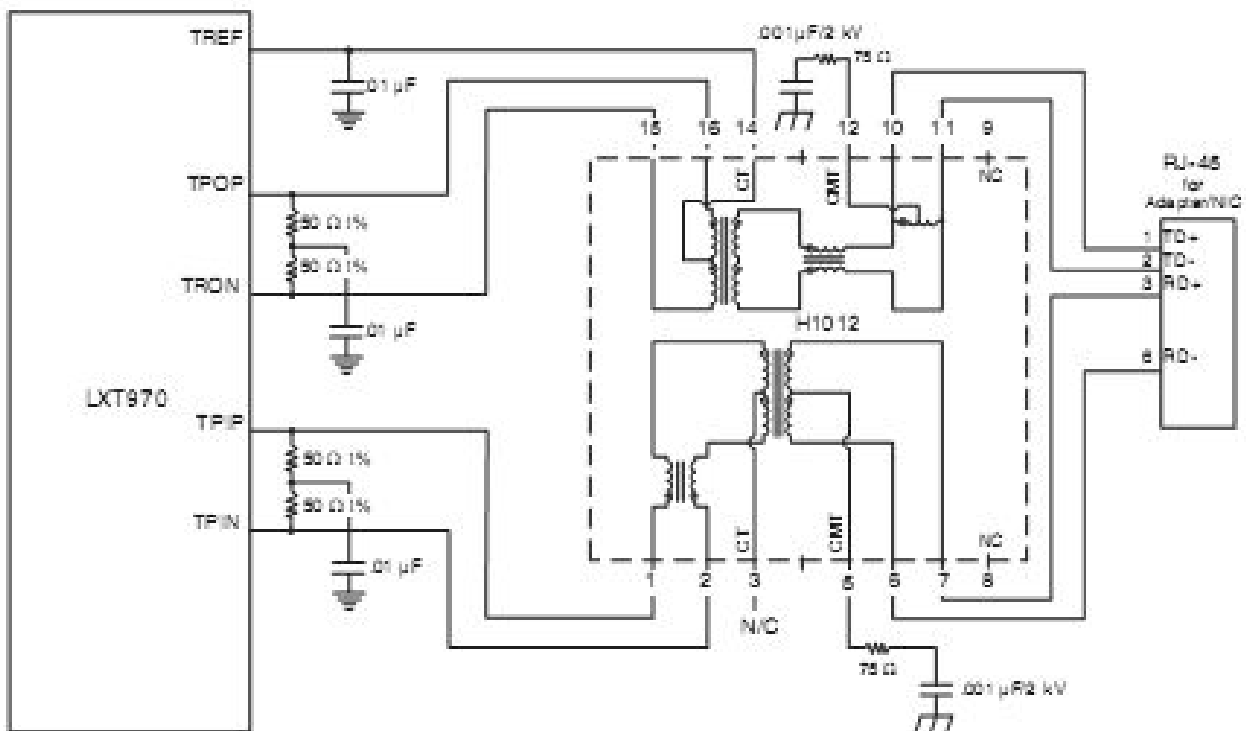 TREF
.01 µF
TPOP
50 Ω 1%
50 Ω 1%
TRON
.01 µF
LXT970
TPIP
50 Ω 1%
50 Ω 1%
TPIN
.01 µF
.001µF/2 kV
75 Ω
15 16 14 12 10 11 9
CT
CMT
NC
H1012
CT
CMT
NC
1 2 3 5 6 7 8
N/C
75 Ω
.001 µF/2 kV
RJ-45
for
Adapter/NIC
1 TD+
2 TD-
3 RD+
6 RD-